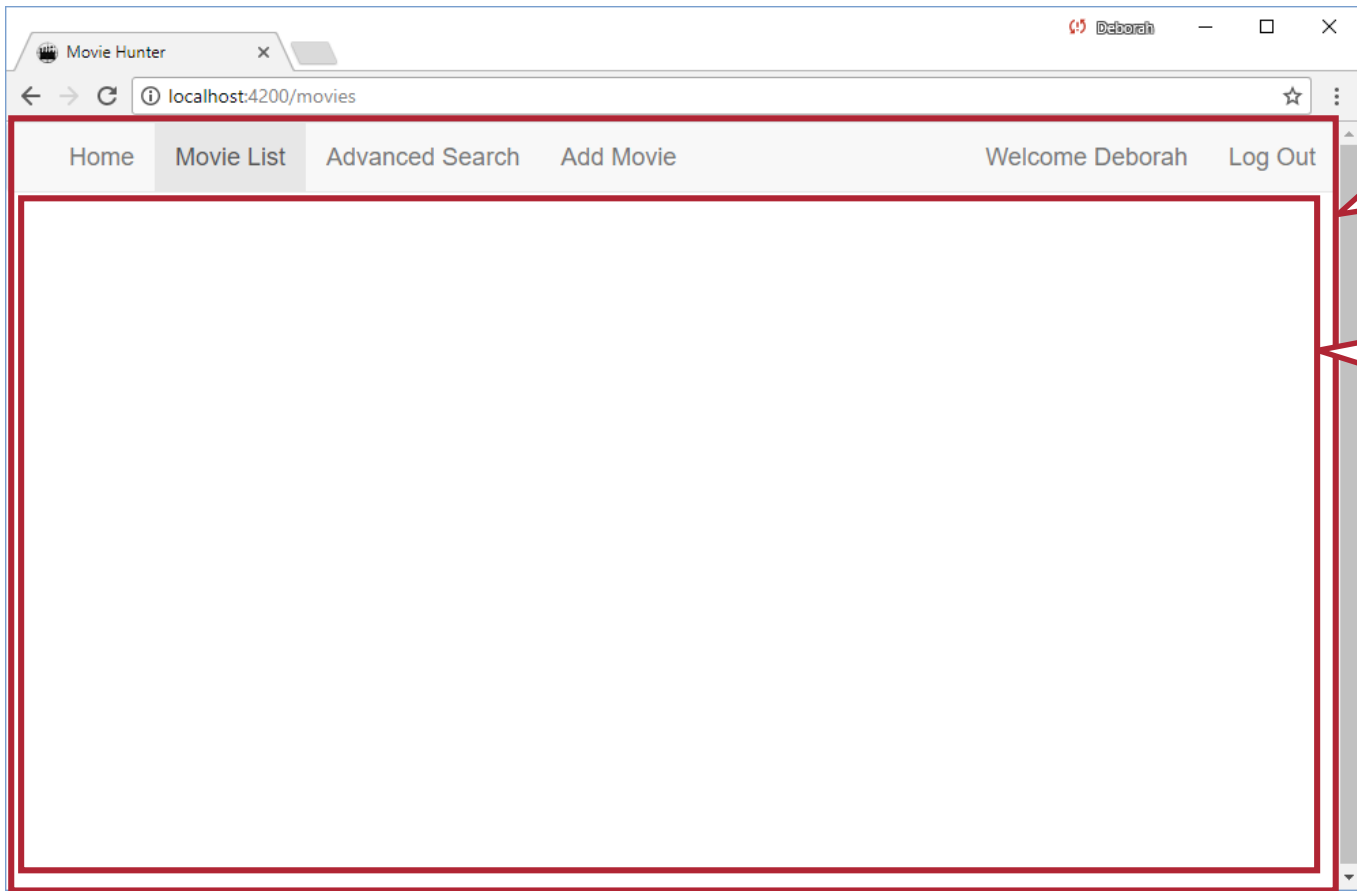 Deborah
Movie Hunter
localhost:4200/movies
Home Movie List Advanced Search Add Movie Welcome Deborah Log Out